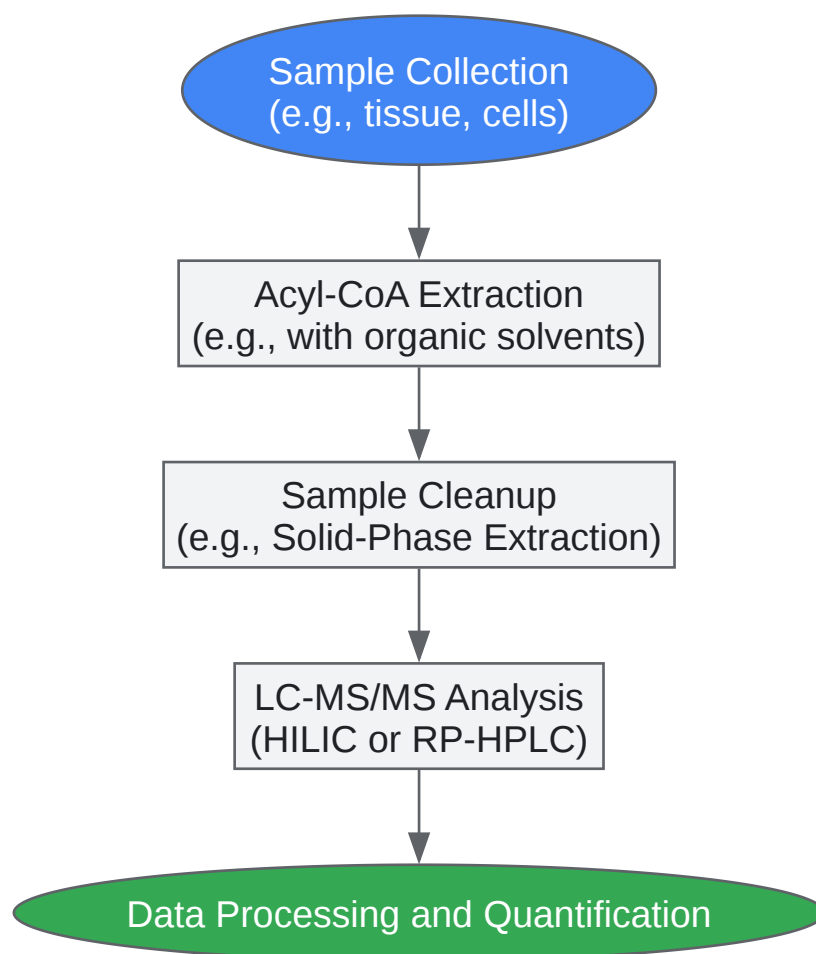 Sample Collection
(e.g., tissue, cells)
Acyl-CoA Extraction
(e.g., with organic solvents)
Sample Cleanup
(e.g., Solid-Phase Extraction)
LC-MS/MS Analysis
(HILIC or RP-HPLC)
Data Processing and Quantification